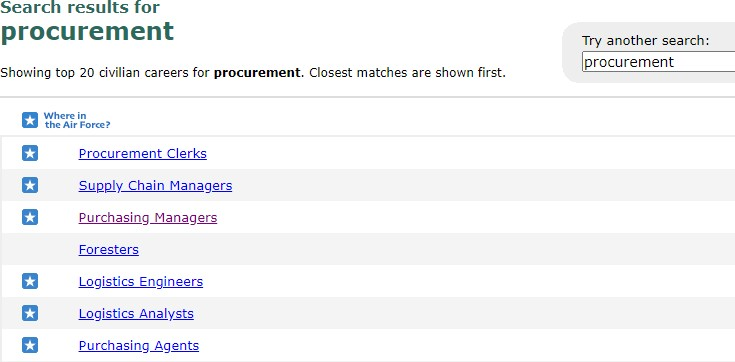 Search results for
procurement
Try another search:
procurement
Showing top 20 civilian careers for procurement. Closest matches are shown first.
Where in
the Air Force?
Procurement Clerks
Supply Chain Managers
Purchasing Managers
Foresters
Logistics Engineers
Logistics Analysts
Purchasing Agents